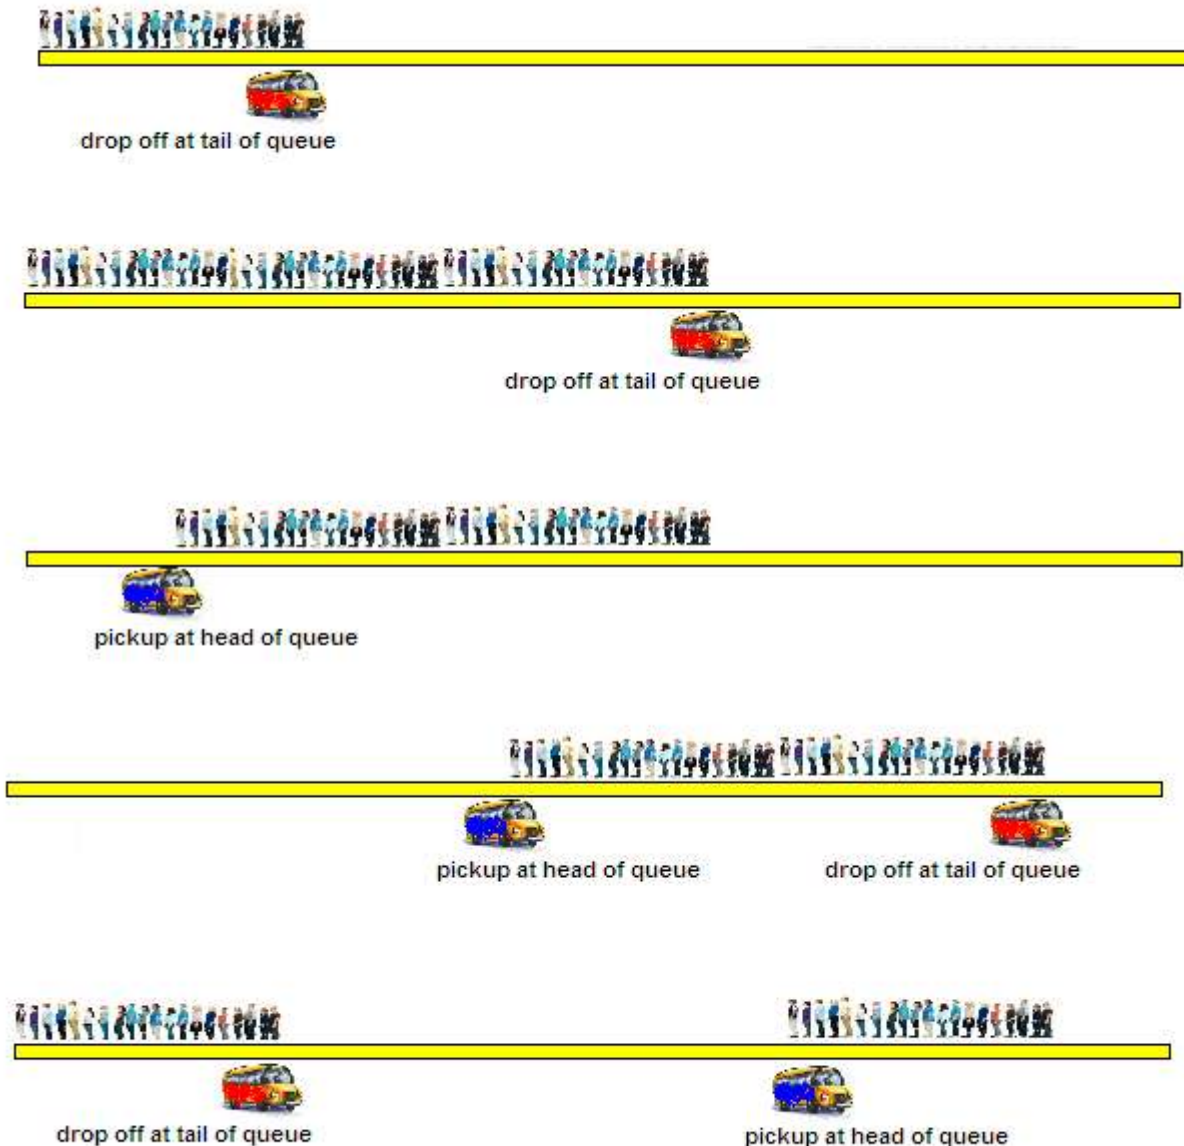 drop off at tail of queue
drop off at tail of queue
pickup at head of queue
pickup at head of queue
drop off at tail of queue
drop off at tail of queue
pickup at head of queue